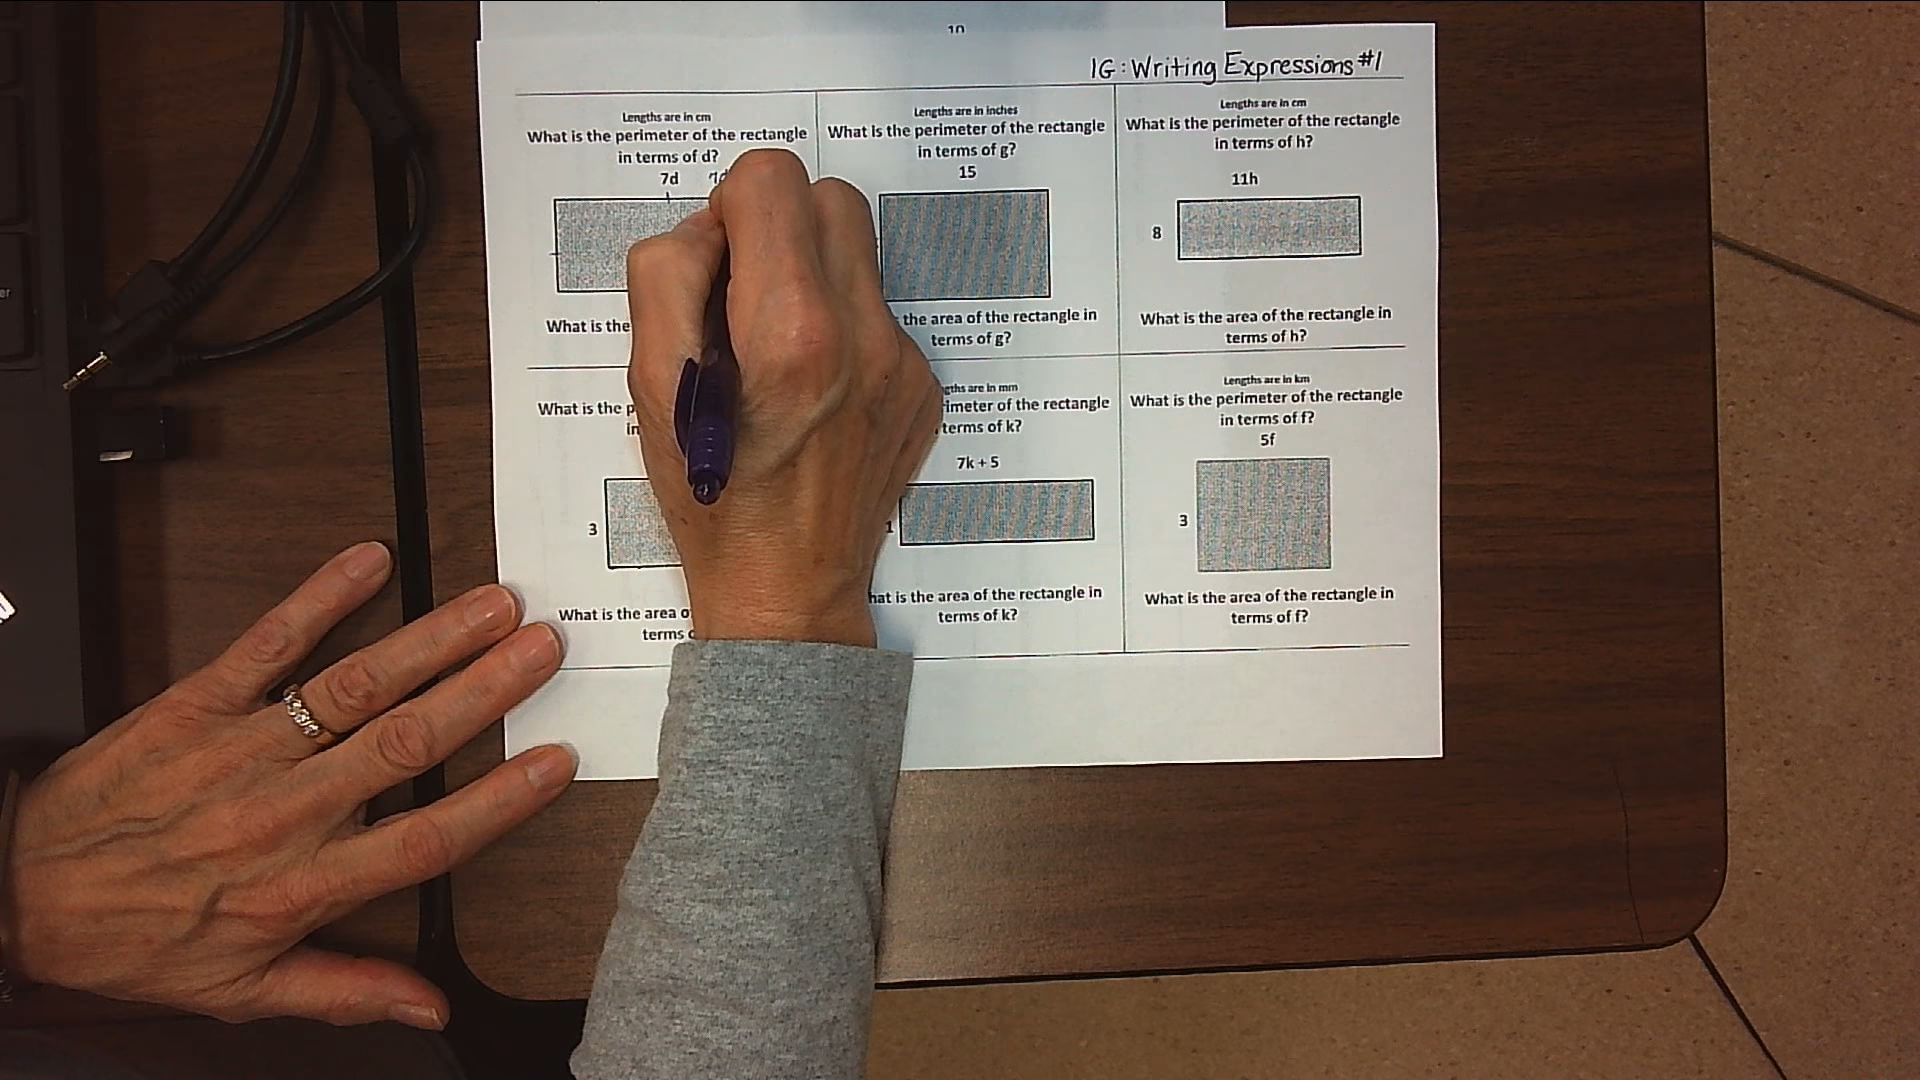 10
1G: Writing Expressions #1
Lengths are in cm
What is the perimeter of the rectangle
in terms of d?
7d 7d
What is the
Lengths are in inches
What is the perimeter of the rectangle
in terms of g?
15
the area of the rectangle in
terms of g?
Lengths are in cm
What is the perimeter of the rectangle
in terms of h?
11h
8
What is the area of the rectangle in
terms of h?
What is the
3
What is the area
terms
are in mm
of the rectangle
terms of k?
7k + 5
1
is the area of the rectangle in
terms of k?
Lengths are in km
What is the perimeter of the rectangle
in terms of f?
5f
3
What is the area of the rectangle in
terms of f?